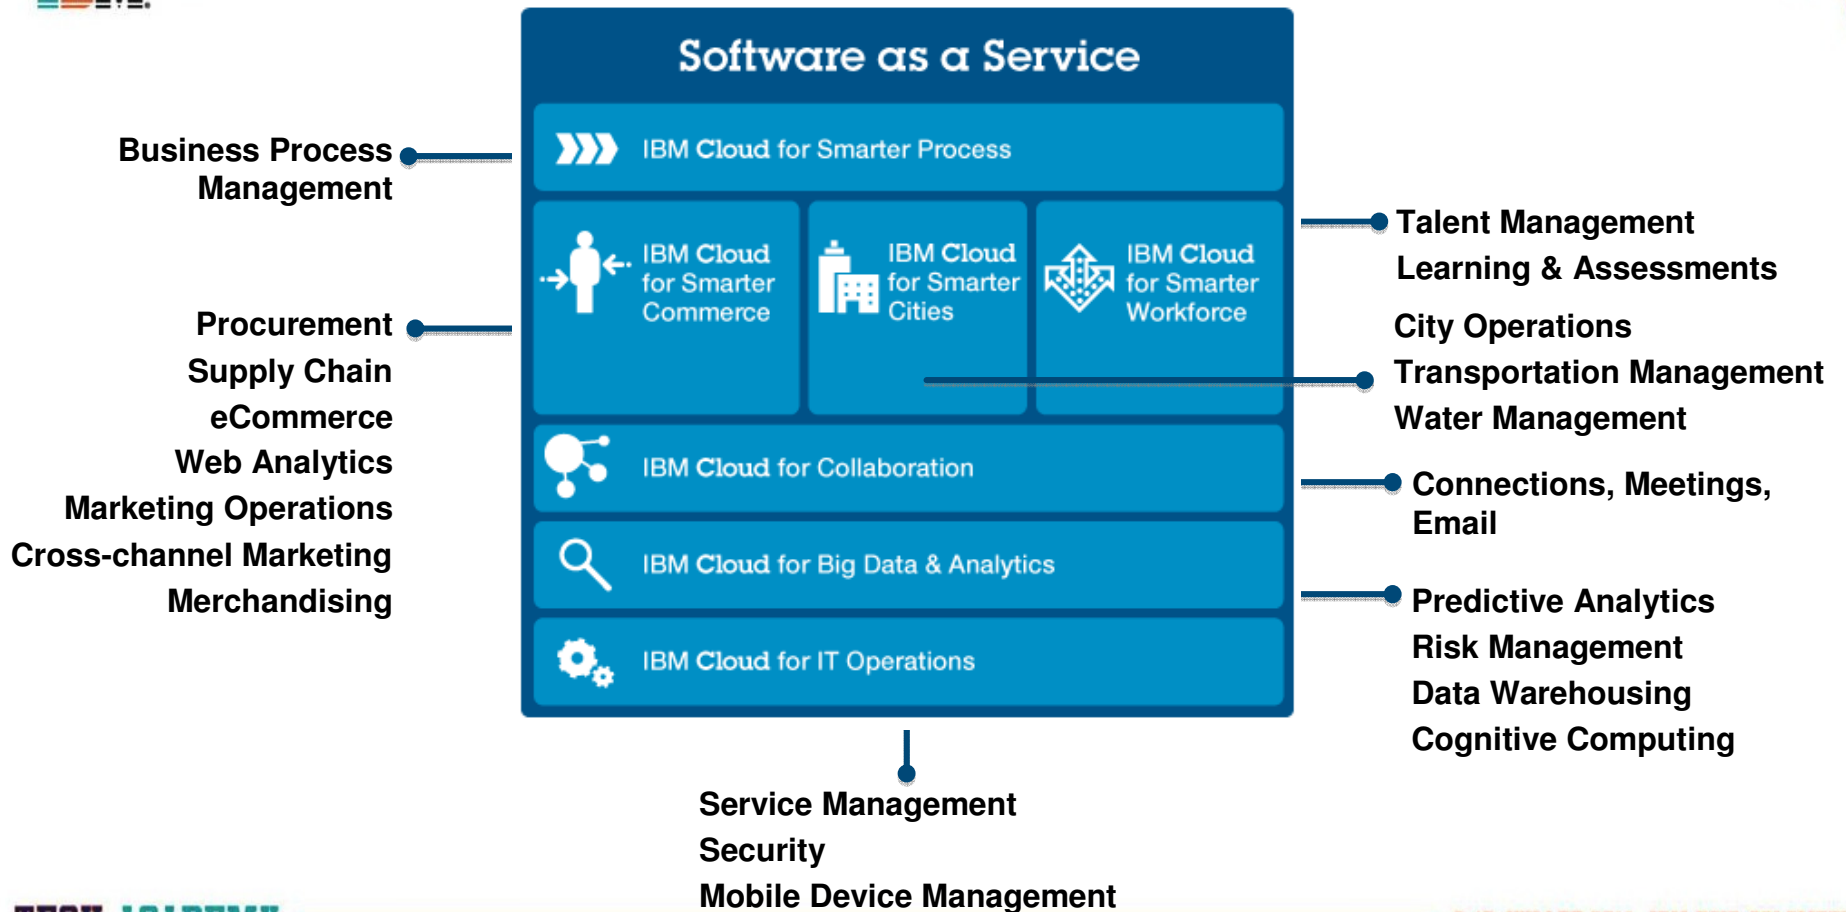 Software as a Service
IBM Cloud for Smarter Process
Business Process
Management
IBM Cloud
for Smarter
Commerce
IBM Cloud
for Smarter
Cities
IBM Cloud
for Smarter
Workforce
Talent Management
Learning & Assessments
Procurement
Supply Chain
eCommerce
Web Analytics
Marketing Operations
Cross-channel Marketing
Merchandising
City Operations
Transportation Management
Water Management
IBM Cloud for Collaboration
Connections, Meetings,
Email
IBM Cloud for Big Data & Analytics
Predictive Analytics
Risk Management
Data Warehousing
Cognitive Computing
IBM Cloud for IT Operations
Service Management
Security
Mobile Device Management